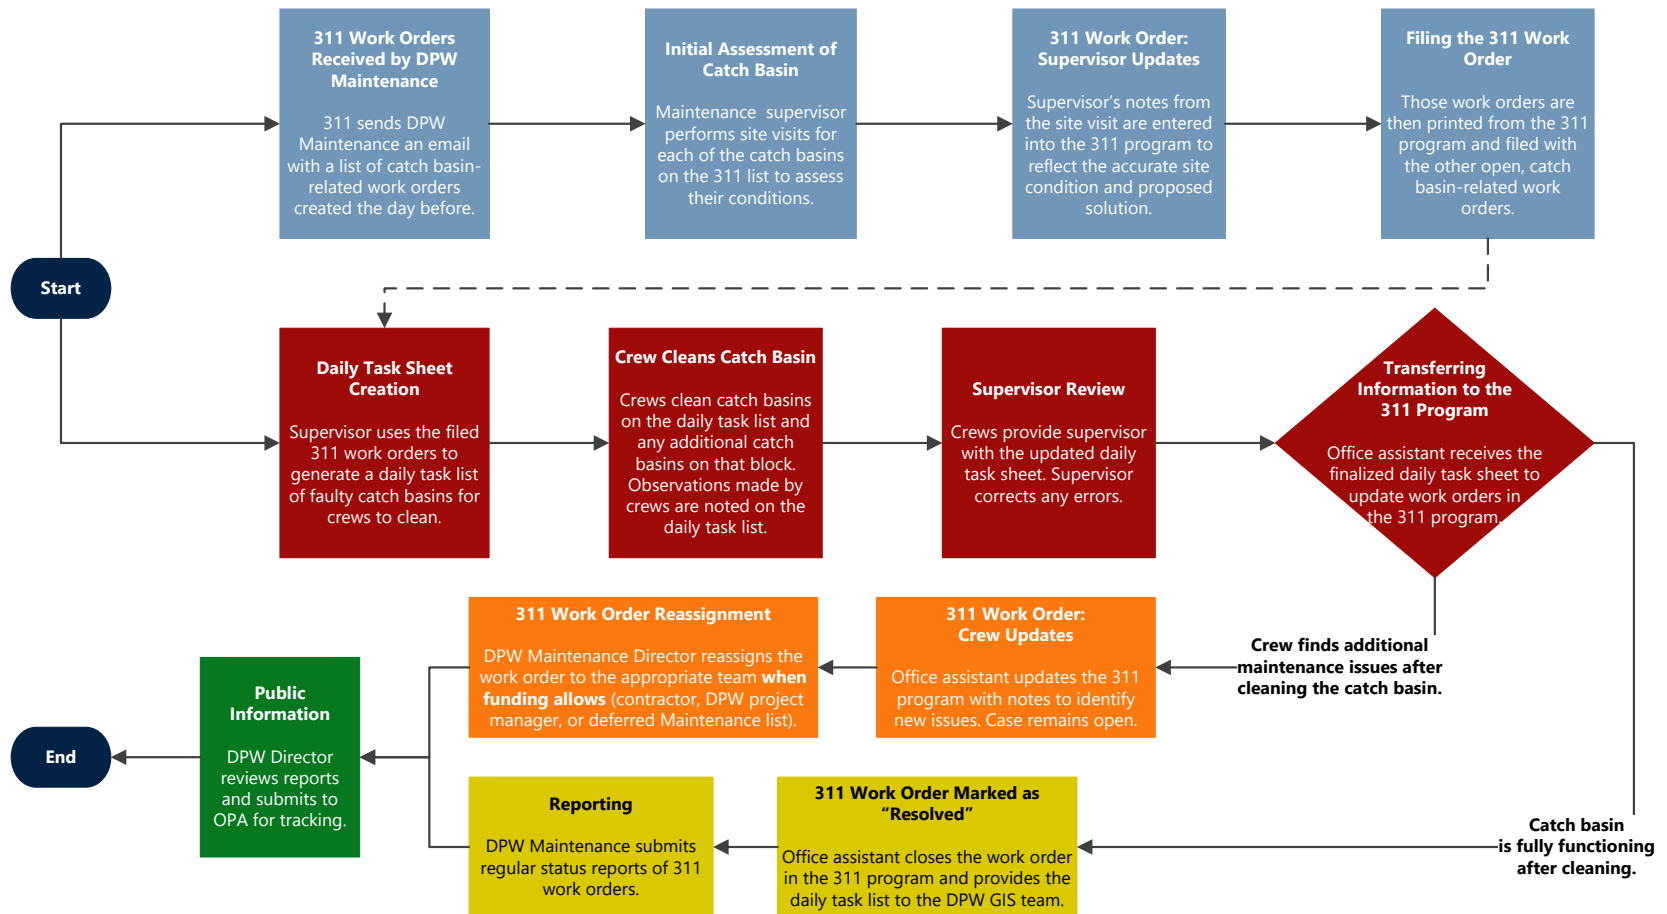 311 Work Orders
Received by DPW
Maintenance
311 sends DPW
Maintenance an email
with a list of catch basin-
related work orders
created the day before.
Initial Assessment of
Catch Basin
Maintenance  supervisor
performs site visits for
each of the catch basins
on the 311 list to assess
their conditions.
311 Work Order:
Supervisor Updates
Supervisor’s notes from
the site visit are entered
into the 311 program to
reflect the accurate site
condition and proposed
solution.
Filing the 311 Work
Order
Those work orders are
then printed from the 311
program and filed with
the other open, catch
basin-related work
orders.
Start
Daily Task Sheet
Creation
Supervisor uses the filed
311 work orders to
generate a daily task list
of faulty catch basins for
crews to clean.
Crew Cleans Catch Basin
Crews clean catch basins
on the daily task list and
any additional catch
basins on that block.
Observations made by
crews are noted on the
daily task list.
Supervisor Review
Crews provide supervisor
with the updated daily
task sheet. Supervisor
corrects any errors.
Transferring
Information to the
311 Program
Office assistant receives the
finalized daily task sheet to
update work orders in
the 311 program.
Crew finds additional
maintenance issues after
cleaning the catch basin.
311 Work Order:
Crew Updates
Office assistant updates the 311
program with notes to identify
new issues. Case remains open.
311 Work Order Reassignment
DPW Maintenance Director reassigns the
work order to the appropriate team when
funding allows (contractor, DPW project
manager, or deferred Maintenance list).
Catch basin
is fully functioning
after cleaning.
311 Work Order Marked as
“Resolved”
Office assistant closes the work order
in the 311 program and provides the
daily task list to the DPW GIS team.
Reporting
DPW Maintenance submits
regular status reports of 311
work orders.
Public
Information
DPW Director
reviews reports
and submits to
OPA for tracking.
End